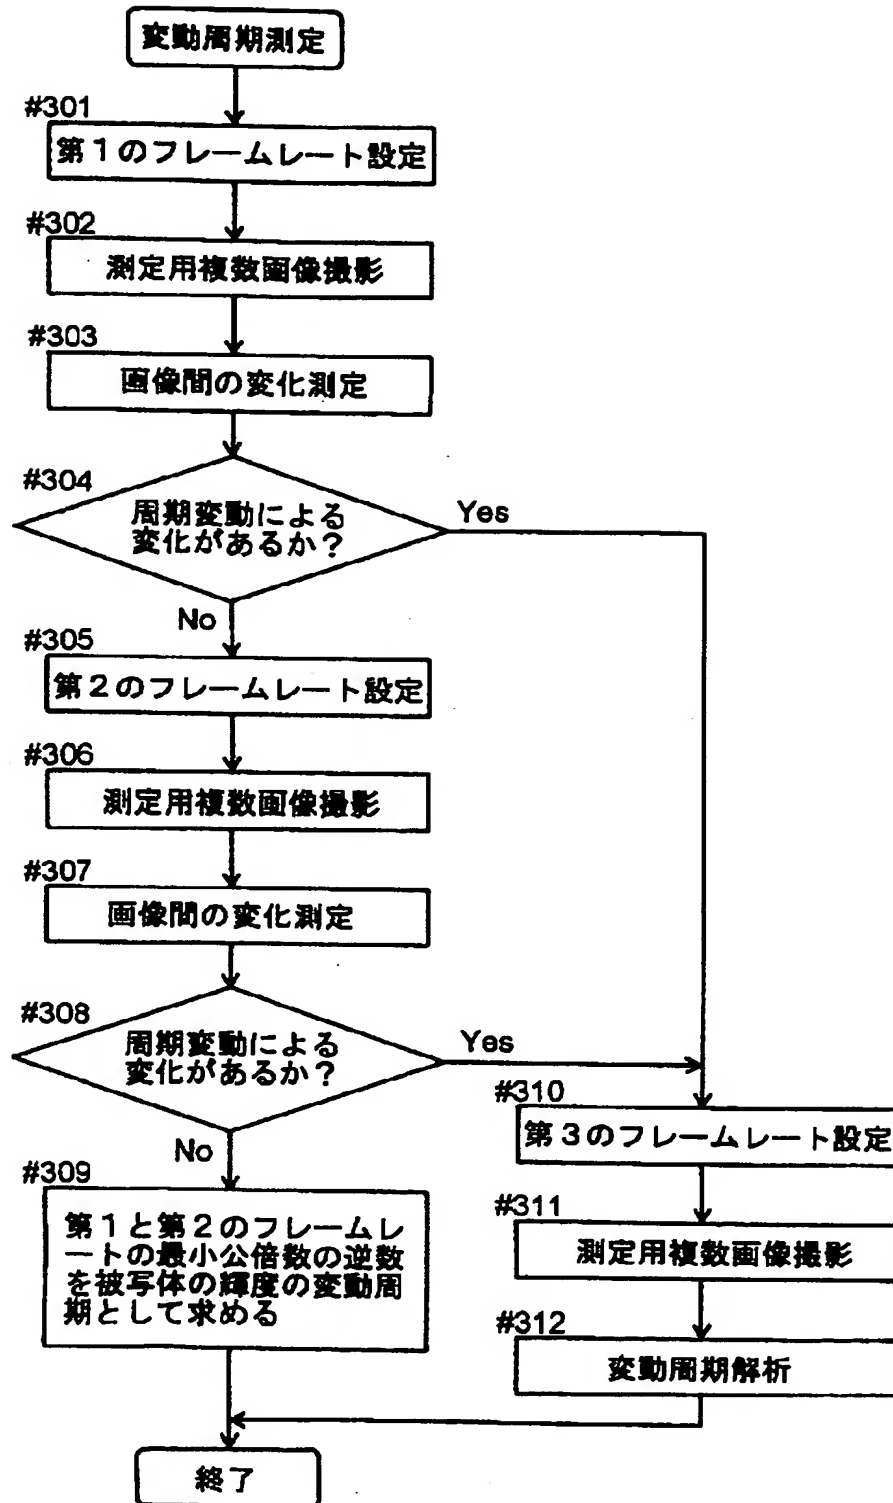 変動周期測定
#301
第1のフレームレート設定
#302
測定用複数画像撮影
#303
画像間の変化測定
#304
周期変動による
変化があるか？
Yes
No
#305
第2のフレームレート設定
#306
測定用複数画像撮影
#307
画像間の変化測定
#308
周期変動による
変化があるか？
Yes
No
#309
第1と第2のフレームレ
ートの最小公倍数の逆数
を被写体の輝度の変動周
期として求める
#310
第3のフレームレート設定
#311
測定用複数画像撮影
#312
変動周期解析
終了